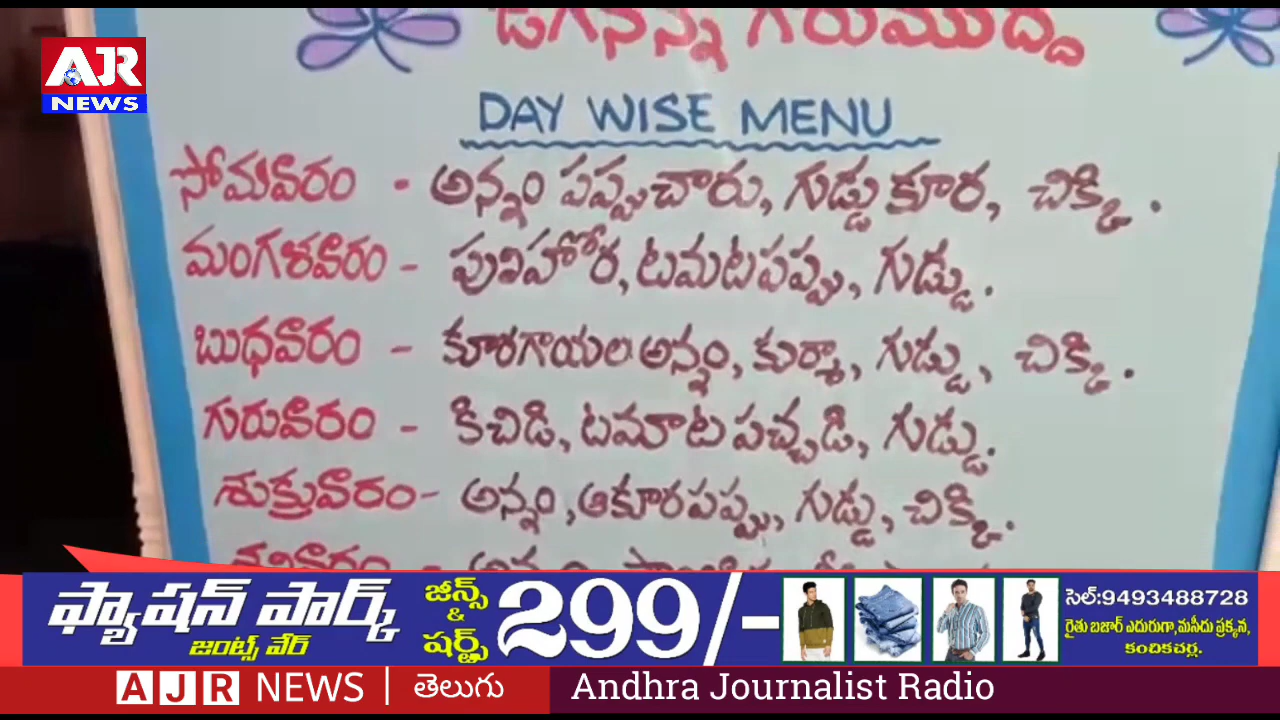 జగనన్న గోరుముద్ద
AJR
NEWS
DAY WISE MENU
సోమవారం - అన్నం పప్పుచారు, గుడ్డు కూర, చిక్కి.
మంగళవారం - పులిహోర, టమటపప్పు, గుడ్డు.
బుధవారం - కూరగాయలు అన్నం, కుర్మా, గుడ్డు, చిక్కి.
గురువారం - కిచిడి, టమాట పచ్చడి, గుడ్డు.
శుక్రువారం - అన్నం, ఆకూరపప్పు, గుడ్డు, చిక్కి.
ఫ్యాషన్ పార్క్
జంట్స్ వేర్
జీన్స్
&
షర్ట్స్
299/-
సెల్:9493488728
రైతు బజార్ ఎదురుగా,మసీదు ప్రక్కన,
కంచికచర్ల.
AJR NEWS | తెలుగు
Andhra Journalist Radio